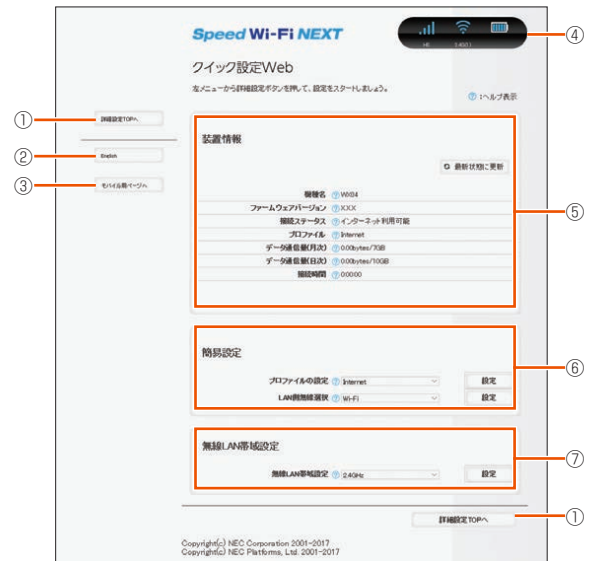 Speed Wi-Fi NEXT
HS
2.4G(1)
④
クイック設定Web
左メニューから詳細設定ボタンを押して、設定をスタートしましょう。
?:ヘルプ表示
① 詳細設定TOPへ
② English
③ モバイル用ページへ
装置情報
最新状態に更新
機種名 ? WX04
ファームウェアバージョン ? XXX
接続ステータス ? インターネット利用可能
プロファイル ? Internet
データ通信量(月次) ? 0.00bytes/7GB
データ通信量(日次) ? 0.00bytes/10GB
接続時間 ? 0:00:00
⑤
簡易設定
プロファイルの設定 ? Internet 設定
LAN側無線選択 ? Wi-Fi 設定
⑥
無線LAN帯域設定
無線LAN帯域設定 ? 2.4GHz 設定
⑦
詳細設定TOPへ ①
Copyright(c) NEC Corporation 2001-2017
Copyright(c) NEC Platforms, Ltd. 2001-2017